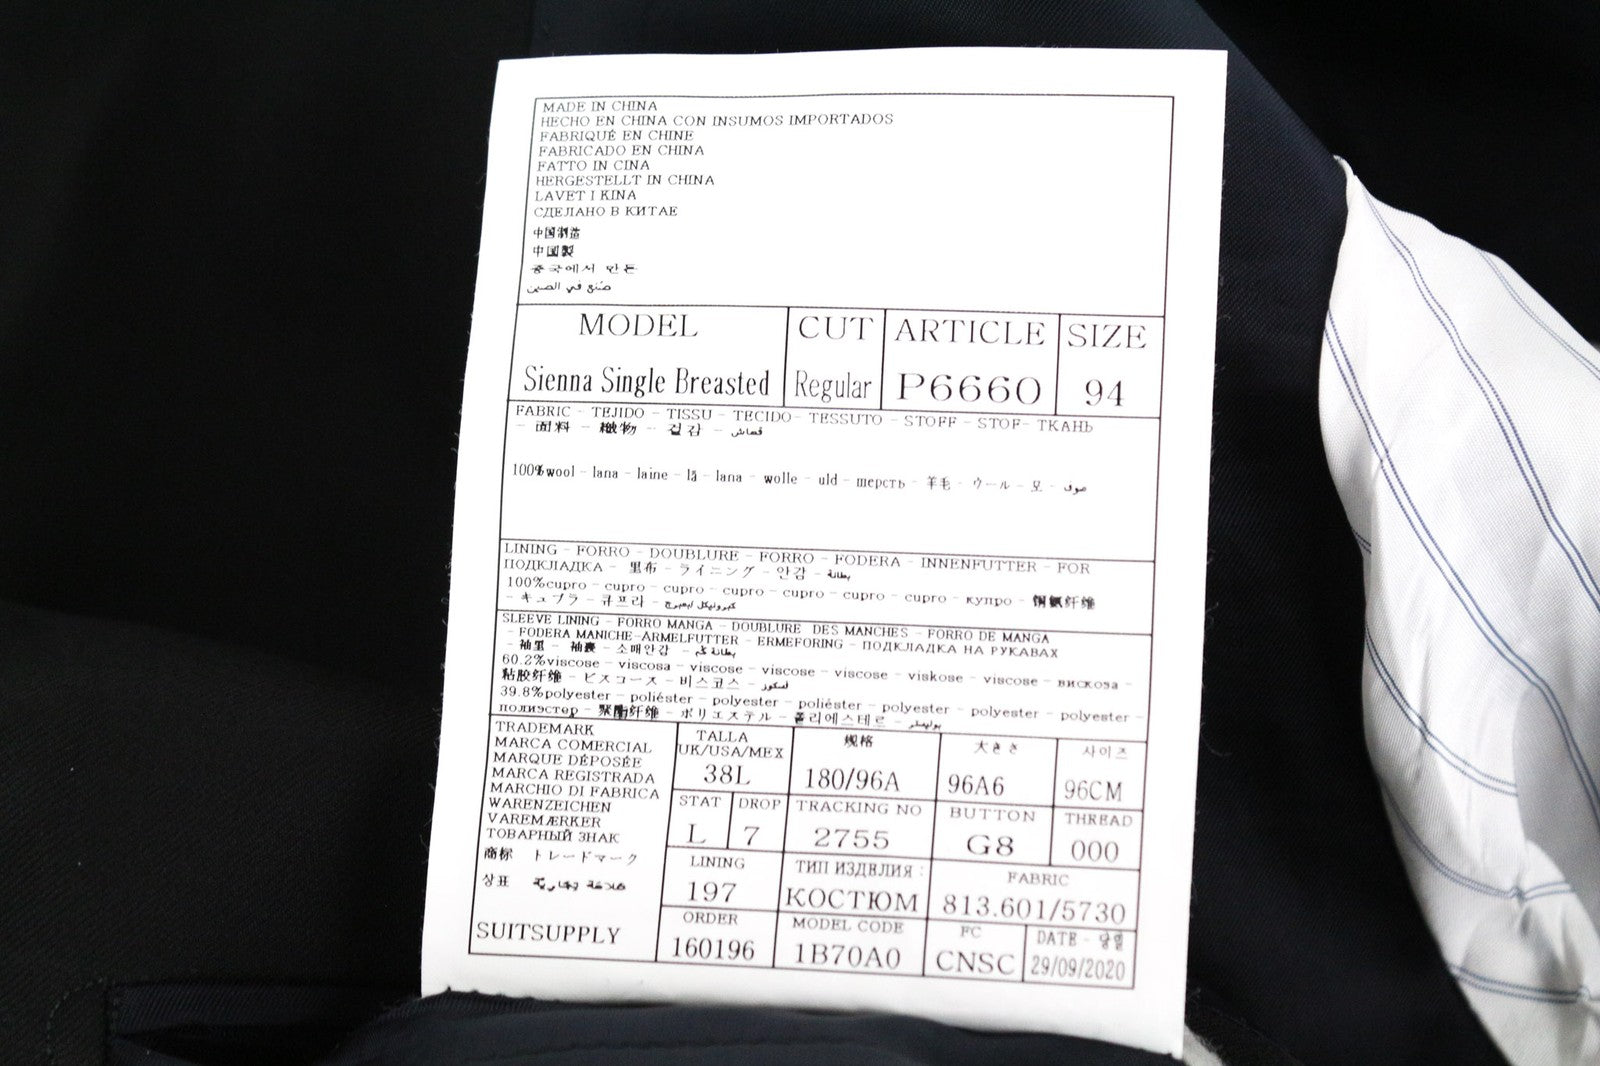 MADE IN CHINA
HECHO EN CHINA CON INSUMOS IMPORTADOS
FABRIQUÉ EN CHINE
FABRICADO EN CHINA
FATTO IN CINA
HERGESTELLT IN CHINA
LAVET I KINA
СДЕЛАНО В КИТАЕ
中国制造
中国製
중국에서 만든
صنع في الصين
MODEL CUT ARTICLE SIZE
Sienna Single Breasted Regular P6660 94
FABRIC - TEJIDO - TISSU - TECIDO - TESSUTO - STOFF - STOF- ТКАНЬ
- 面料 - 織物 - 겉감 - قماش
100%wool - lana - laine - lã - lana - wolle - uld - шерсть - 羊毛 - ウール - 모 - صوف
LINING - FORRO - DOUBLURE - FORRO - FODERA - INNENFUTTER - FOR
ПОДКЛАДКА - 里布 - ライニング - 안감 - بطانة
100%cupro - cupro - cupro - cupro - cupro - cupro - купро - 铜氨纤维
- キュプラ - 큐프라 -
SLEEVE LINING - FORRO MANGA - DOUBLURE DES MANCHES - FORRO DE MANGA
- FODERA MANICHE-ARMELFUTTER - ERMEFORING - ПОДКЛАДКА НА РУКАВАХ
- 袖里 - 袖裏 - 소매안감 - بطانة كم
60.2%viscose - viscosa - viscose - viscose - viscose - viskose - viscose - вискоза -
粘胶纤维 - ビスコース - 비스코스 -
39.8%polyester - poliéster - polyester - poliéster - polyester - polyester - polyester -
полиэстер - 聚酯纤维 - ポリエステル - 폴리에스테르 -
TRADEMARK
MARCA COMERCIAL
MARQUE DÉPOSÉE
MARCA REGISTRADA
MARCHIO DI FABRICA
WARENZEICHEN
VAREMÆRKER
ТОВАРНЫЙ ЗНАК
商标 トレードマーク
상표 علامة تجارية
SUITSUPPLY
TALLA
UK/USA/MEX 规格 大きさ 사이즈
38L 180/96A 96A6 96CM
STAT DROP TRACKING NO BUTTON THREAD
L 7 2755 G8 000
LINING ТИП ИЗДЕЛИЯ : FABRIC
197 КОСТЮМ 813.601/5730
ORDER MODEL CODE FC DATE -
160196 1B70A0 CNSC 29/09/2020